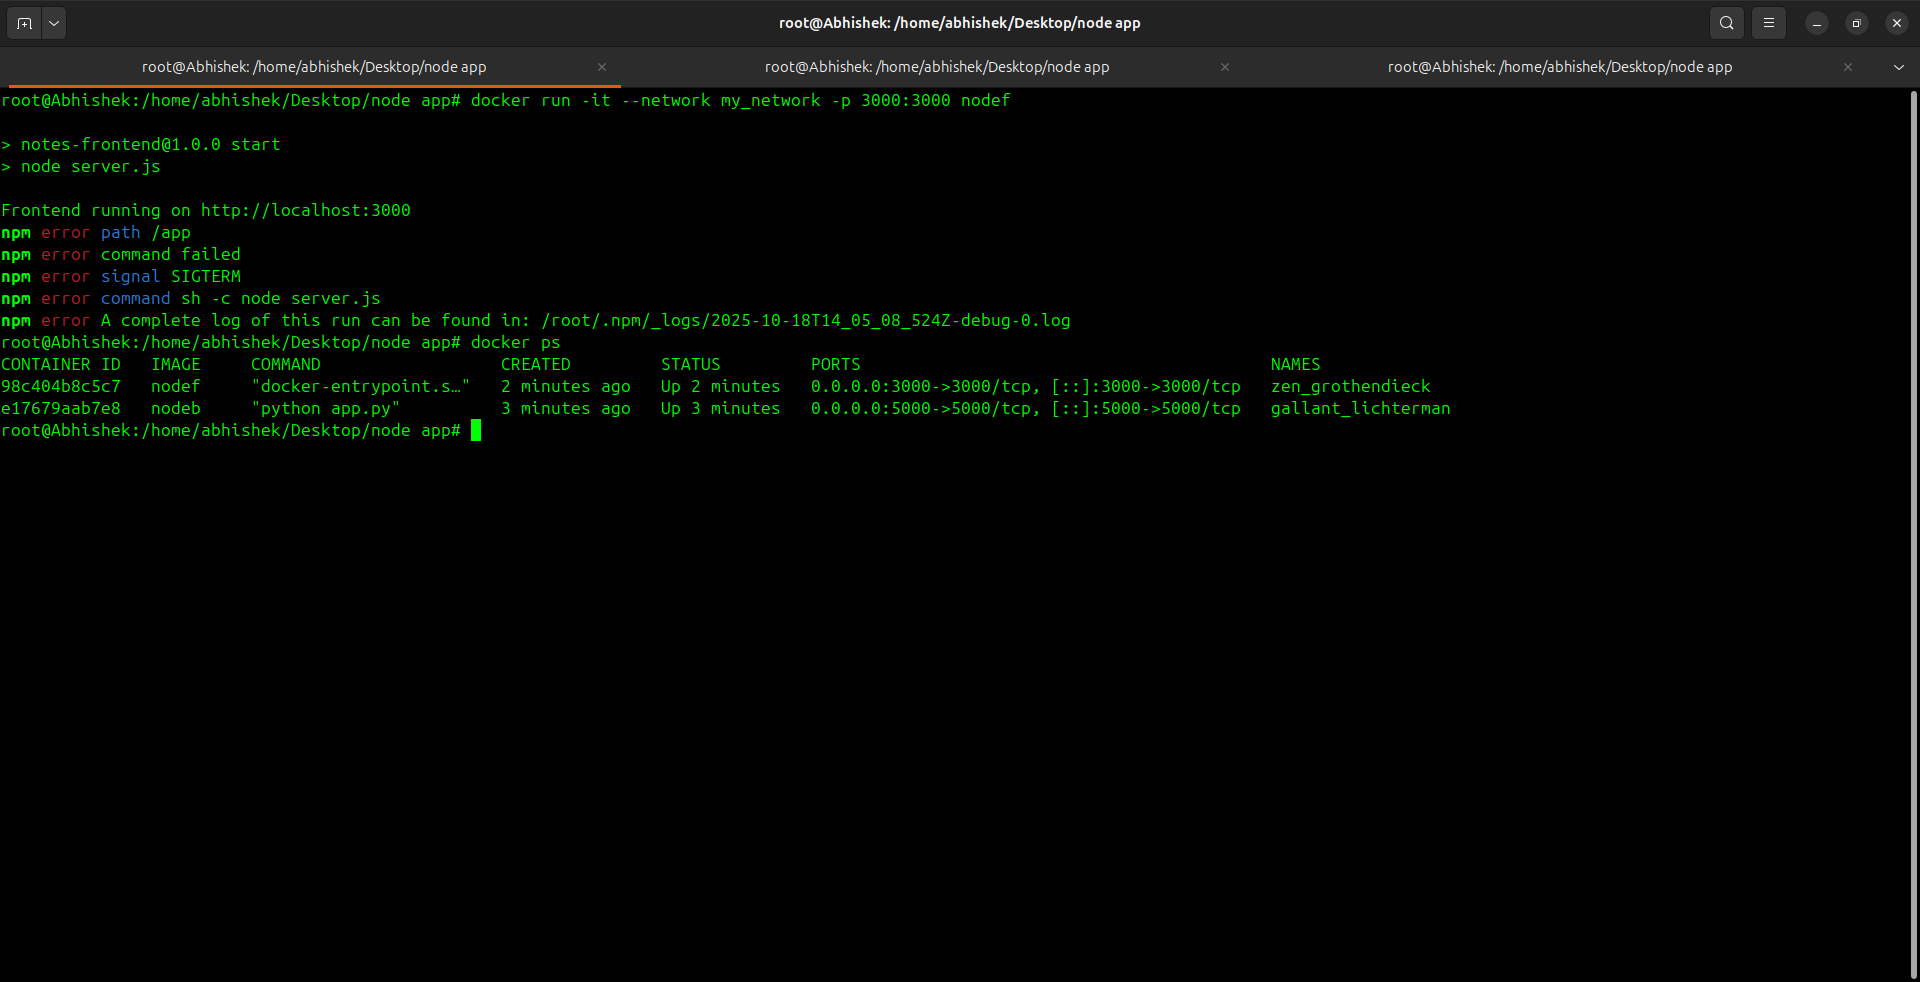 root@Abhishek: /home/abhishek/Desktop/node app
root@Abhishek: /home/abhishek/Desktop/node app
root@Abhishek: /home/abhishek/Desktop/node app
root@Abhishek: /home/abhishek/Desktop/node app
root@Abhishek:/home/abhishek/Desktop/node app# docker run -it --network my_network -p 3000:3000 nodef
> notes-frontend@1.0.0 start
> node server.js
Frontend running on http://localhost:3000
npm error path /app
npm error command failed
npm error signal SIGTERM
npm error command sh -c node server.js
npm error A complete log of this run can be found in: /root/.npm/_logs/2025-10-18T14_05_08_524Z-debug-0.log
root@Abhishek:/home/abhishek/Desktop/node app# docker ps
CONTAINER ID   IMAGE     COMMAND                  CREATED         STATUS         PORTS                                         NAMES
98c404b8c5c7   nodef     "docker-entrypoint.s…"   2 minutes ago   Up 2 minutes   0.0.0.0:3000->3000/tcp, [::]:3000->3000/tcp   zen_grothendieck
e17679aab7e8   nodeb     "python app.py"          3 minutes ago   Up 3 minutes   0.0.0.0:5000->5000/tcp, [::]:5000->5000/tcp   gallant_lichterman
root@Abhishek:/home/abhishek/Desktop/node app#